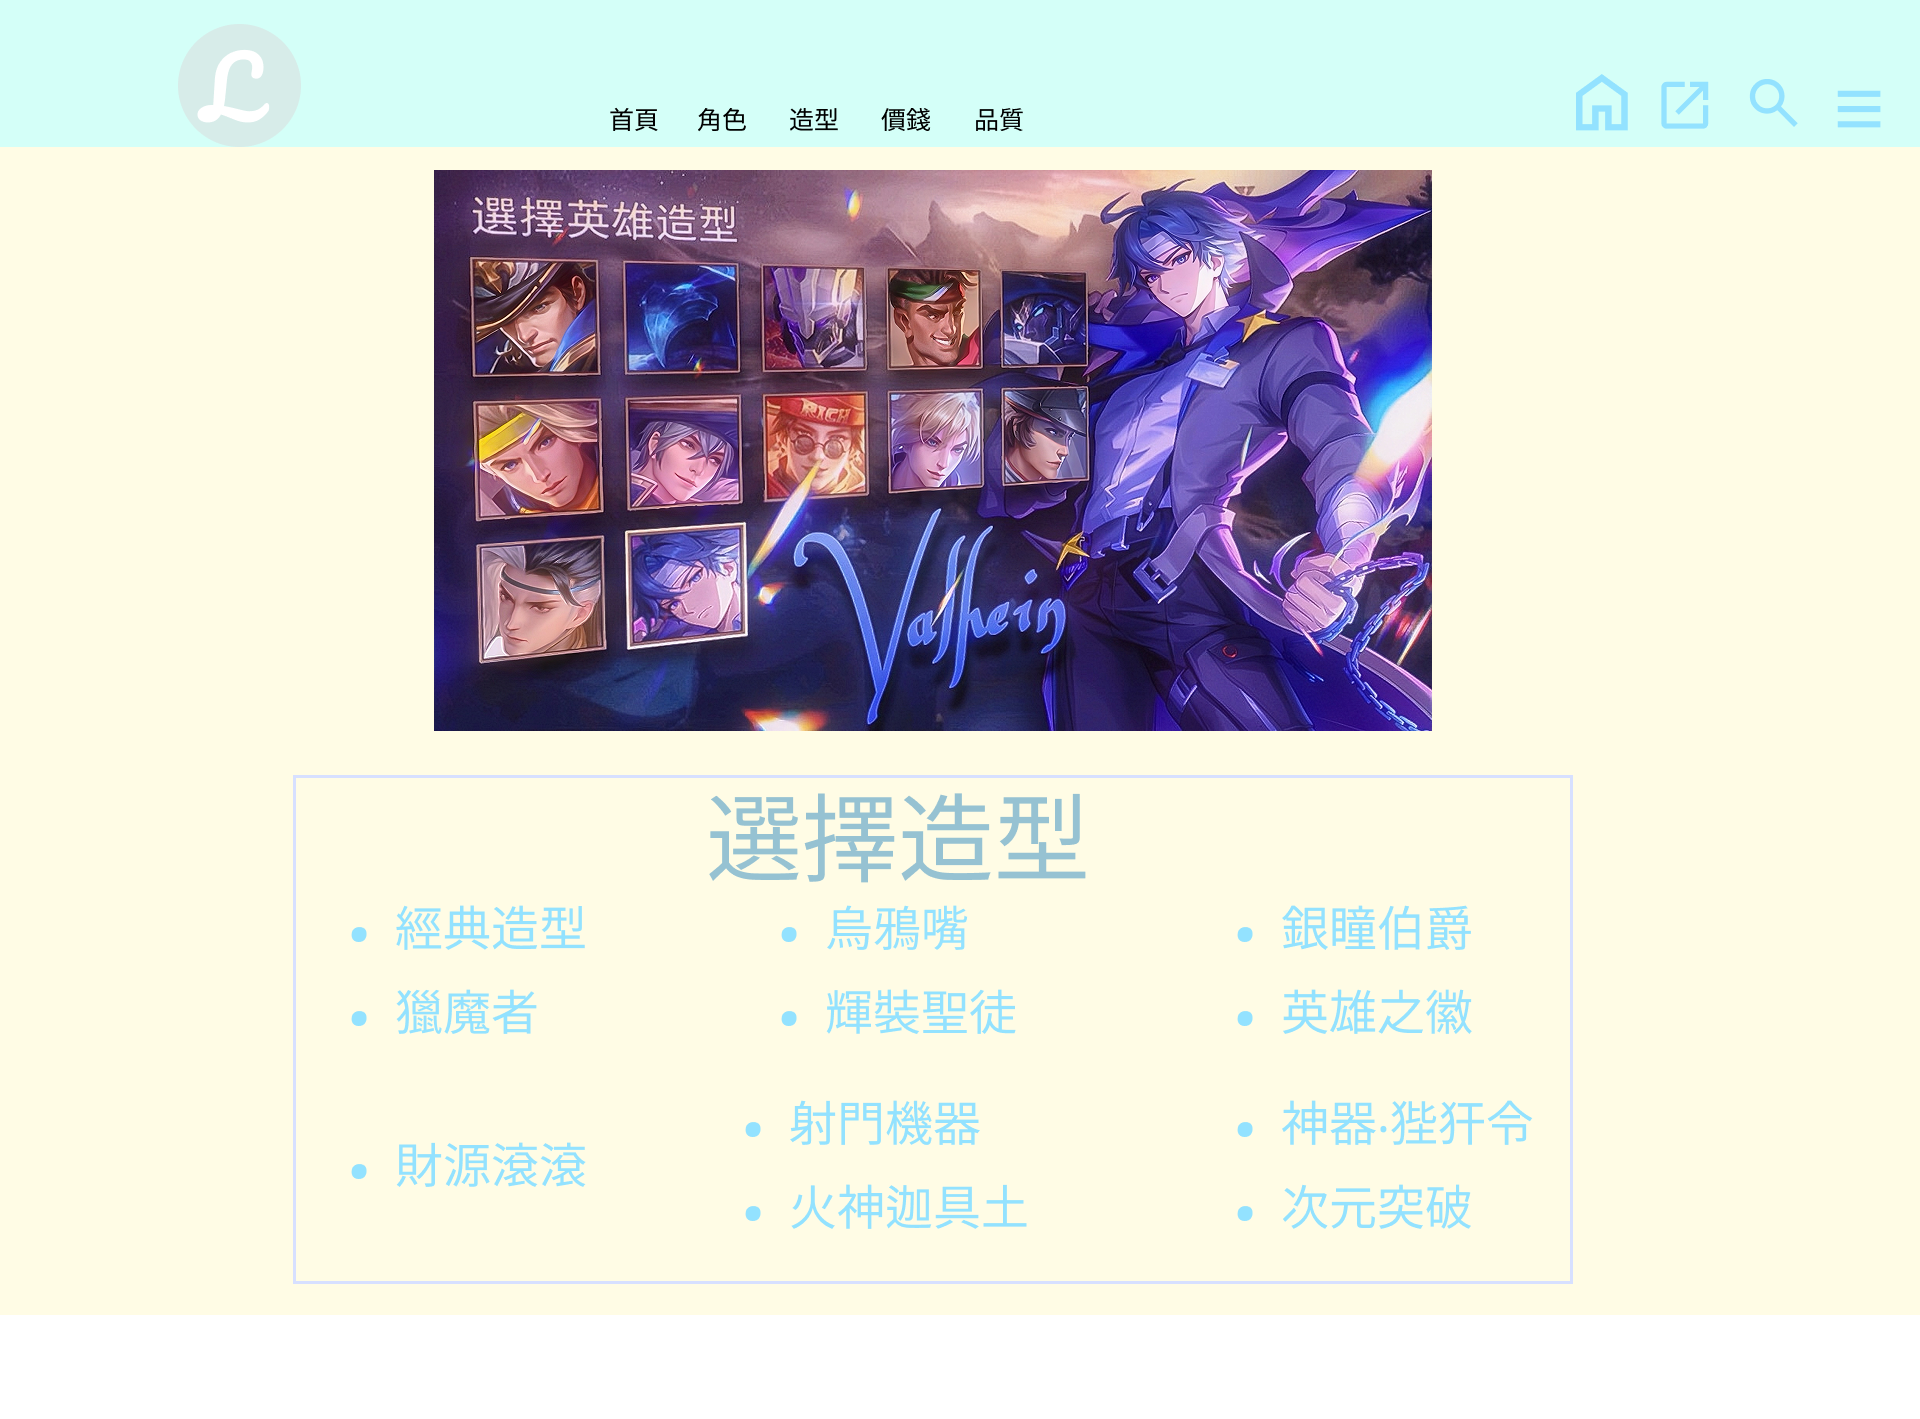 L
首頁 角色 造型 價錢 品質
選擇英雄造型
RICH
Valhein
選擇造型
經典造型 烏鴉嘴 銀瞳伯爵
獵魔者 輝裝聖徒 英雄之徽
射門機器 神器·狴犴令
財源滾滾
火神迦具土 次元突破